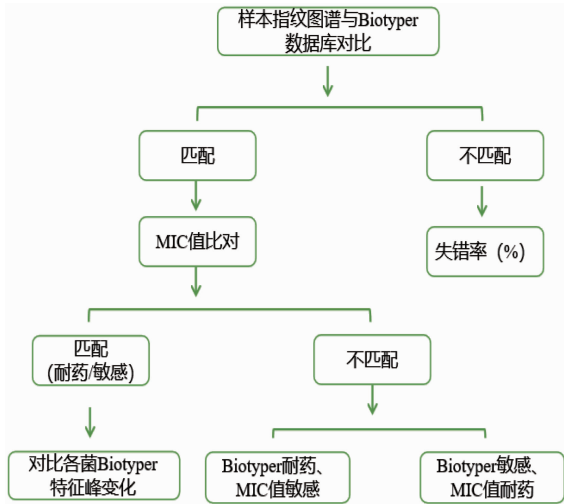 样本指纹图谱与Biotyper
数据库对比
匹配
不匹配
MIC值比对
失错率（%）
匹配
(耐药/敏感)
不匹配
对比各菌Biotyper
特征峰变化
Biotyper耐药、
MIC值敏感
Biotyper敏感、
MIC值耐药